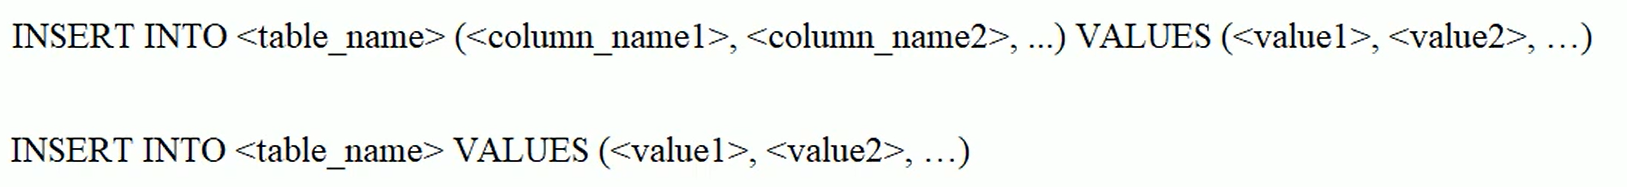 INSERT INTO <table_name> (<column_name1>, <column_name2>, ...) VALUES (<value1>, <value2>, …)
INSERT INTO <table_name> VALUES (<value1>, <value2>, …)